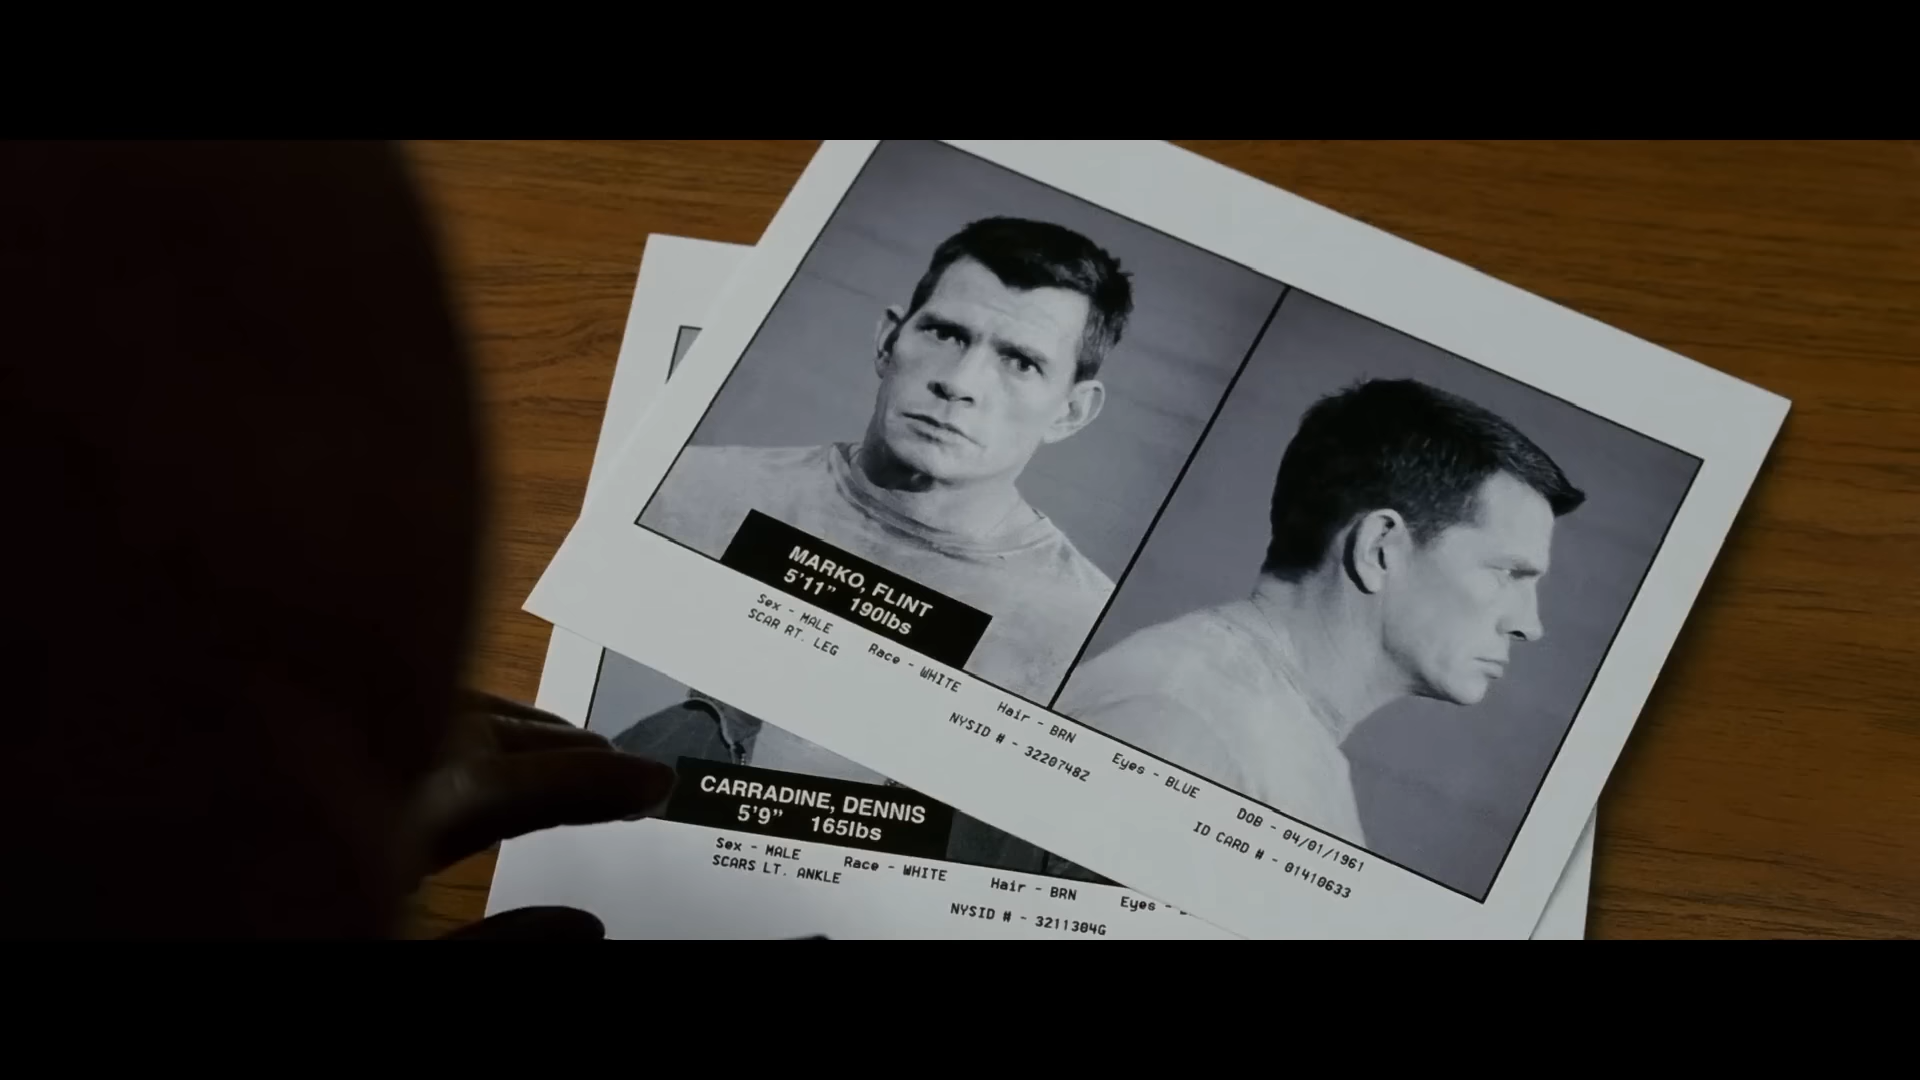 MARKO, FLINT
5'11" 190lbs
Sex - MALE Race - WHITE Hair - BRN Eyes - BLUE DOB - 04/01/1961
SCAR RT. LEG NYSID # - 3220748Z ID CARD # - 01410633
CARRADINE, DENNIS
5'9" 165lbs
Sex - MALE Race - WHITE Hair - BRN Eyes -
SCARS LT. ANKLE NYSID # - 3211304G